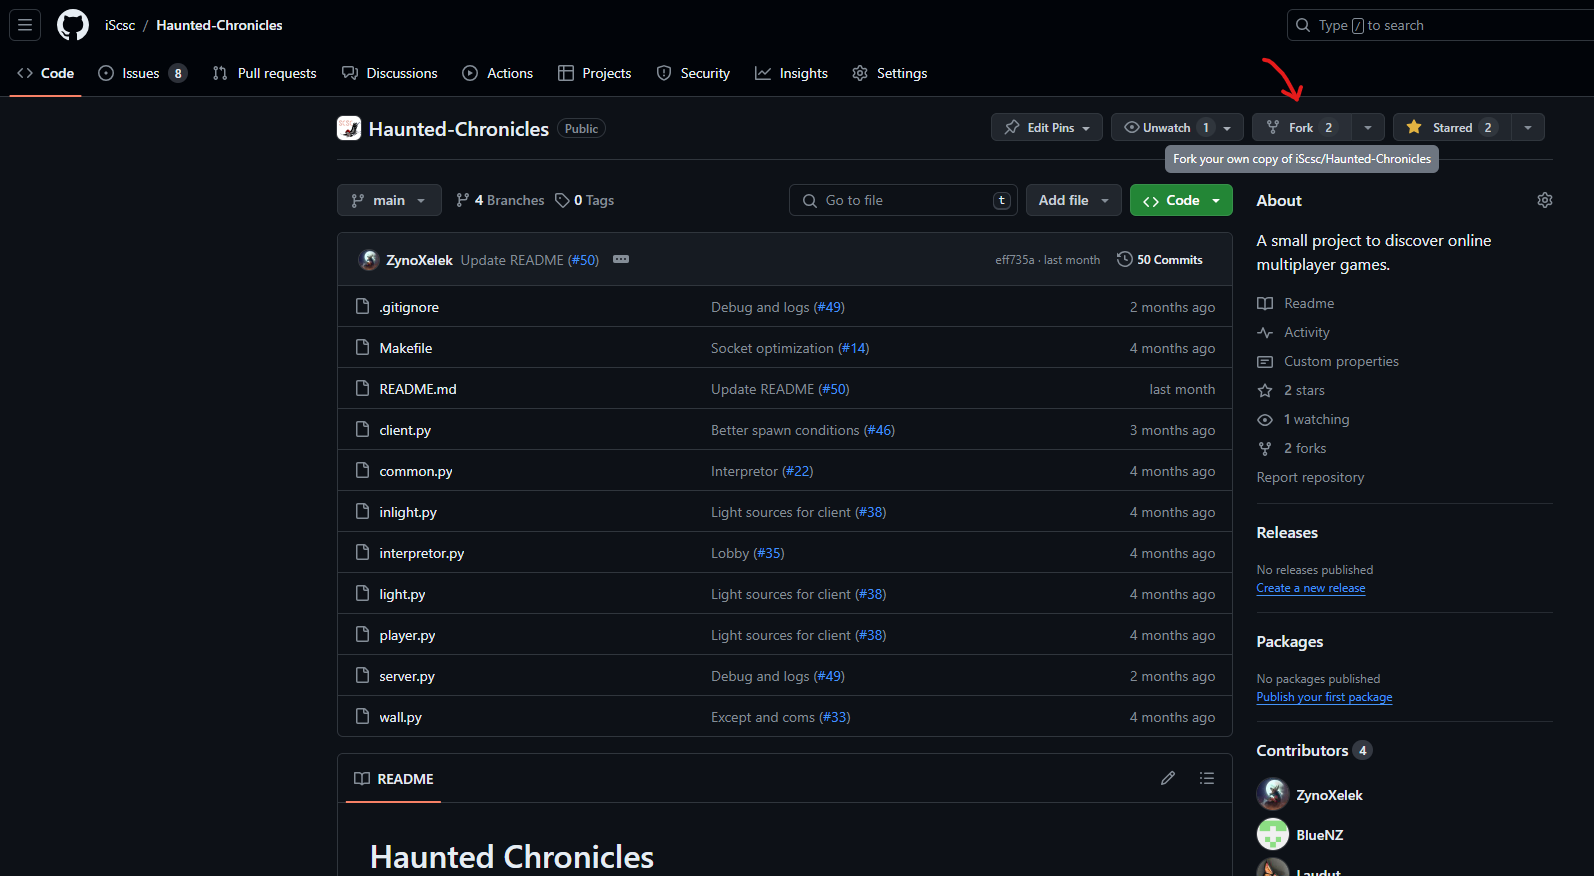 iScsc / Haunted-Chronicles
Type / to search
Code
Issues 8
Pull requests
Discussions
Actions
Projects
Security
Insights
Settings
Haunted-Chronicles Public
Edit Pins
Unwatch 1
Fork 2
Starred 2
Fork your own copy of iScsc/Haunted-Chronicles
main
4 Branches
0 Tags
Go to file t
Add file
Code
ZynoXelek Update README (#50)
eff735a · last month
50 Commits
.gitignore Debug and logs (#49) 2 months ago
Makefile Socket optimization (#14) 4 months ago
README.md Update README (#50) last month
client.py Better spawn conditions (#46) 3 months ago
common.py Interpretor (#22) 4 months ago
inlight.py Light sources for client (#38) 4 months ago
interpretor.py Lobby (#35) 4 months ago
light.py Light sources for client (#38) 4 months ago
player.py Light sources for client (#38) 4 months ago
server.py Debug and logs (#49) 2 months ago
wall.py Except and coms (#33) 4 months ago
README
Haunted Chronicles
About
A small project to discover online
multiplayer games.
Readme
Activity
Custom properties
2 stars
1 watching
2 forks
Report repository
Releases
No releases published
Create a new release
Packages
No packages published
Publish your first package
Contributors 4
ZynoXelek
BlueNZ